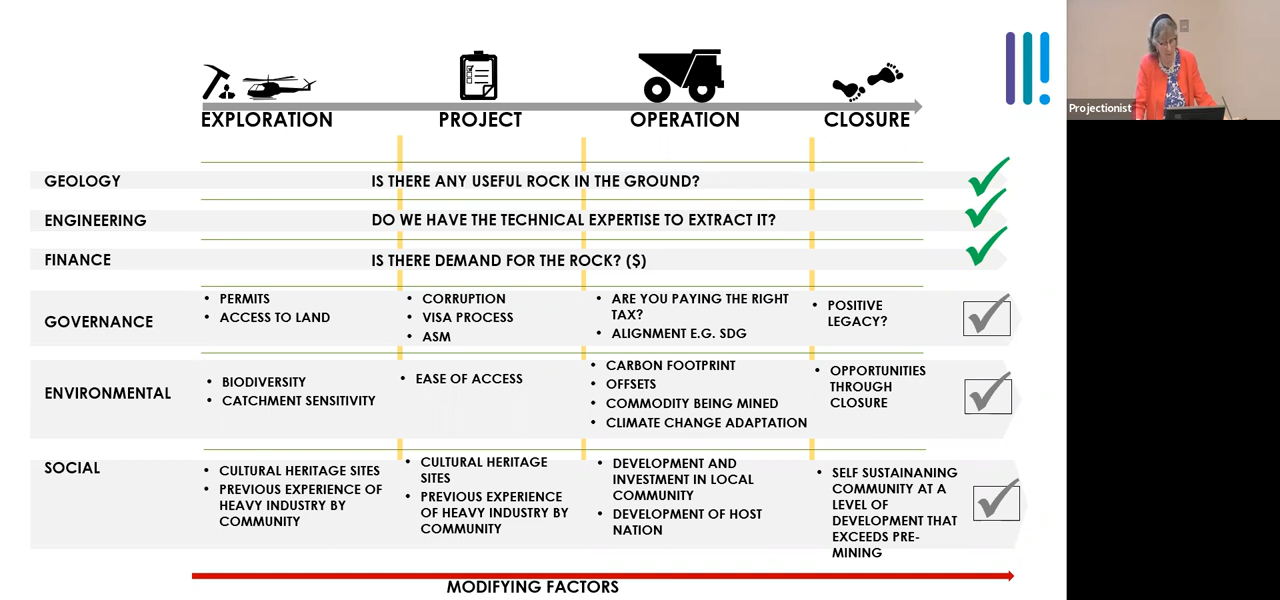 EXPLORATION PROJECT OPERATION CLOSURE
Projectionist
GEOLOGY IS THERE ANY USEFUL ROCK IN THE GROUND?
ENGINEERING DO WE HAVE THE TECHNICAL EXPERTISE TO EXTRACT IT?
FINANCE IS THERE DEMAND FOR THE ROCK? ($)
GOVERNANCE
• PERMITS
• ACCESS TO LAND
• CORRUPTION
• VISA PROCESS
• ASM
• ARE YOU PAYING THE RIGHT
TAX?
• ALIGNMENT E.G. SDG
• POSITIVE
LEGACY?
ENVIRONMENTAL
• BIODIVERSITY
• CATCHMENT SENSITIVITY
• EASE OF ACCESS
• CARBON FOOTPRINT
• OFFSETS
• COMMODITY BEING MINED
• CLIMATE CHANGE ADAPTATION
• OPPORTUNITIES
THROUGH
CLOSURE
SOCIAL
• CULTURAL HERITAGE SITES
• PREVIOUS EXPERIENCE OF
HEAVY INDUSTRY BY
COMMUNITY
• CULTURAL HERITAGE
SITES
• PREVIOUS EXPERIENCE
OF HEAVY INDUSTRY BY
COMMUNITY
• DEVELOPMENT AND
INVESTMENT IN LOCAL
COMMUNITY
• DEVELOPMENT OF HOST
NATION
• SELF SUSTAINANING
COMMUNITY AT A
LEVEL OF
DEVELOPMENT THAT
EXCEEDS PRE-
MINING
MODIFYING FACTORS